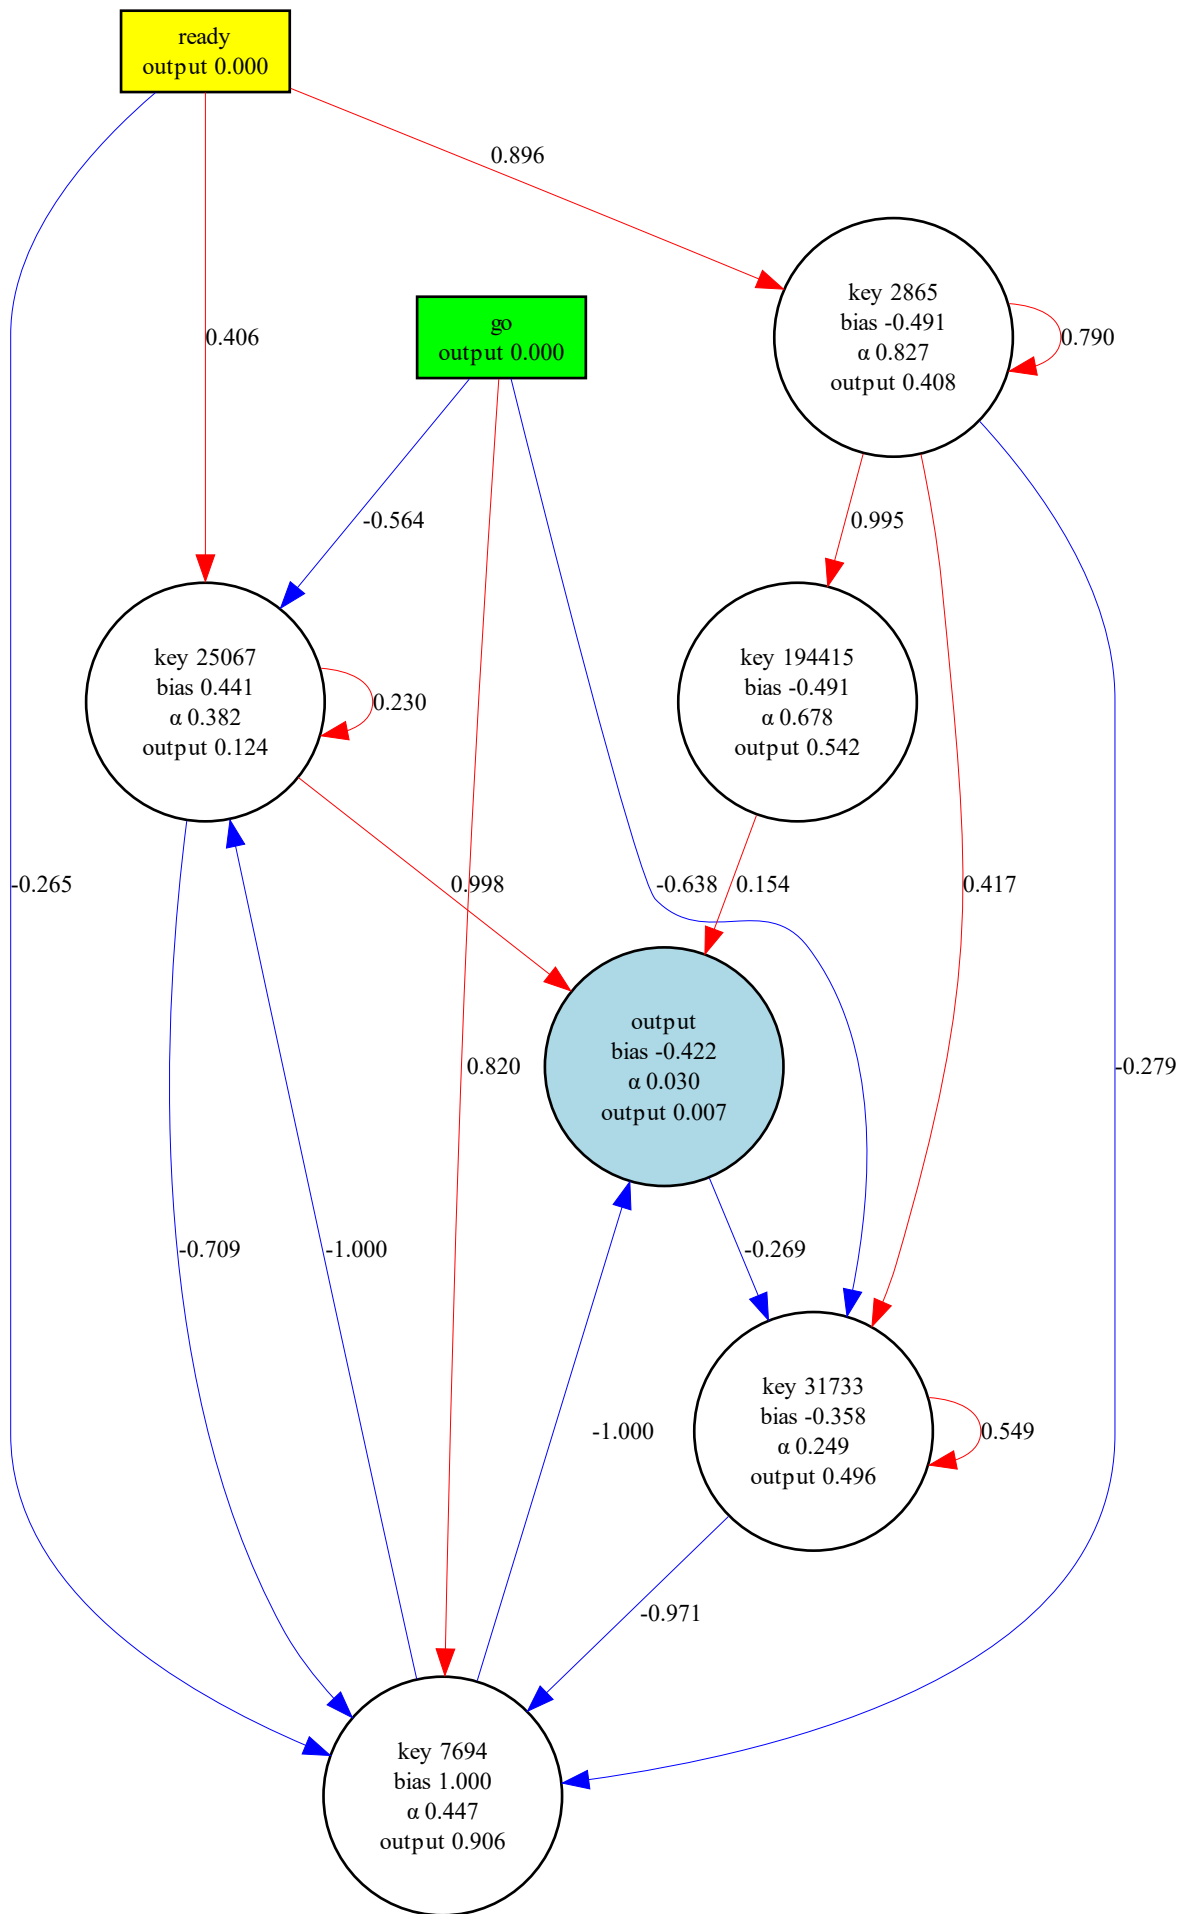 ready
output 0.000
0.896
key 2865
bias -0.491
α 0.827
output 0.408
0.790
go
output 0.000
0.406
-0.564
0.995
key 25067
bias 0.441
α 0.382
output 0.124
0.230
key 194415
bias -0.491
α 0.678
output 0.542
-0.265
0.998
-0.638
0.154
0.417
output
bias -0.422
α 0.030
output 0.007
0.820
-0.279
-0.709
-1.000
-0.269
key 31733
bias -0.358
α 0.249
output 0.496
-1.000
0.549
-0.971
key 7694
bias 1.000
α 0.447
output 0.906